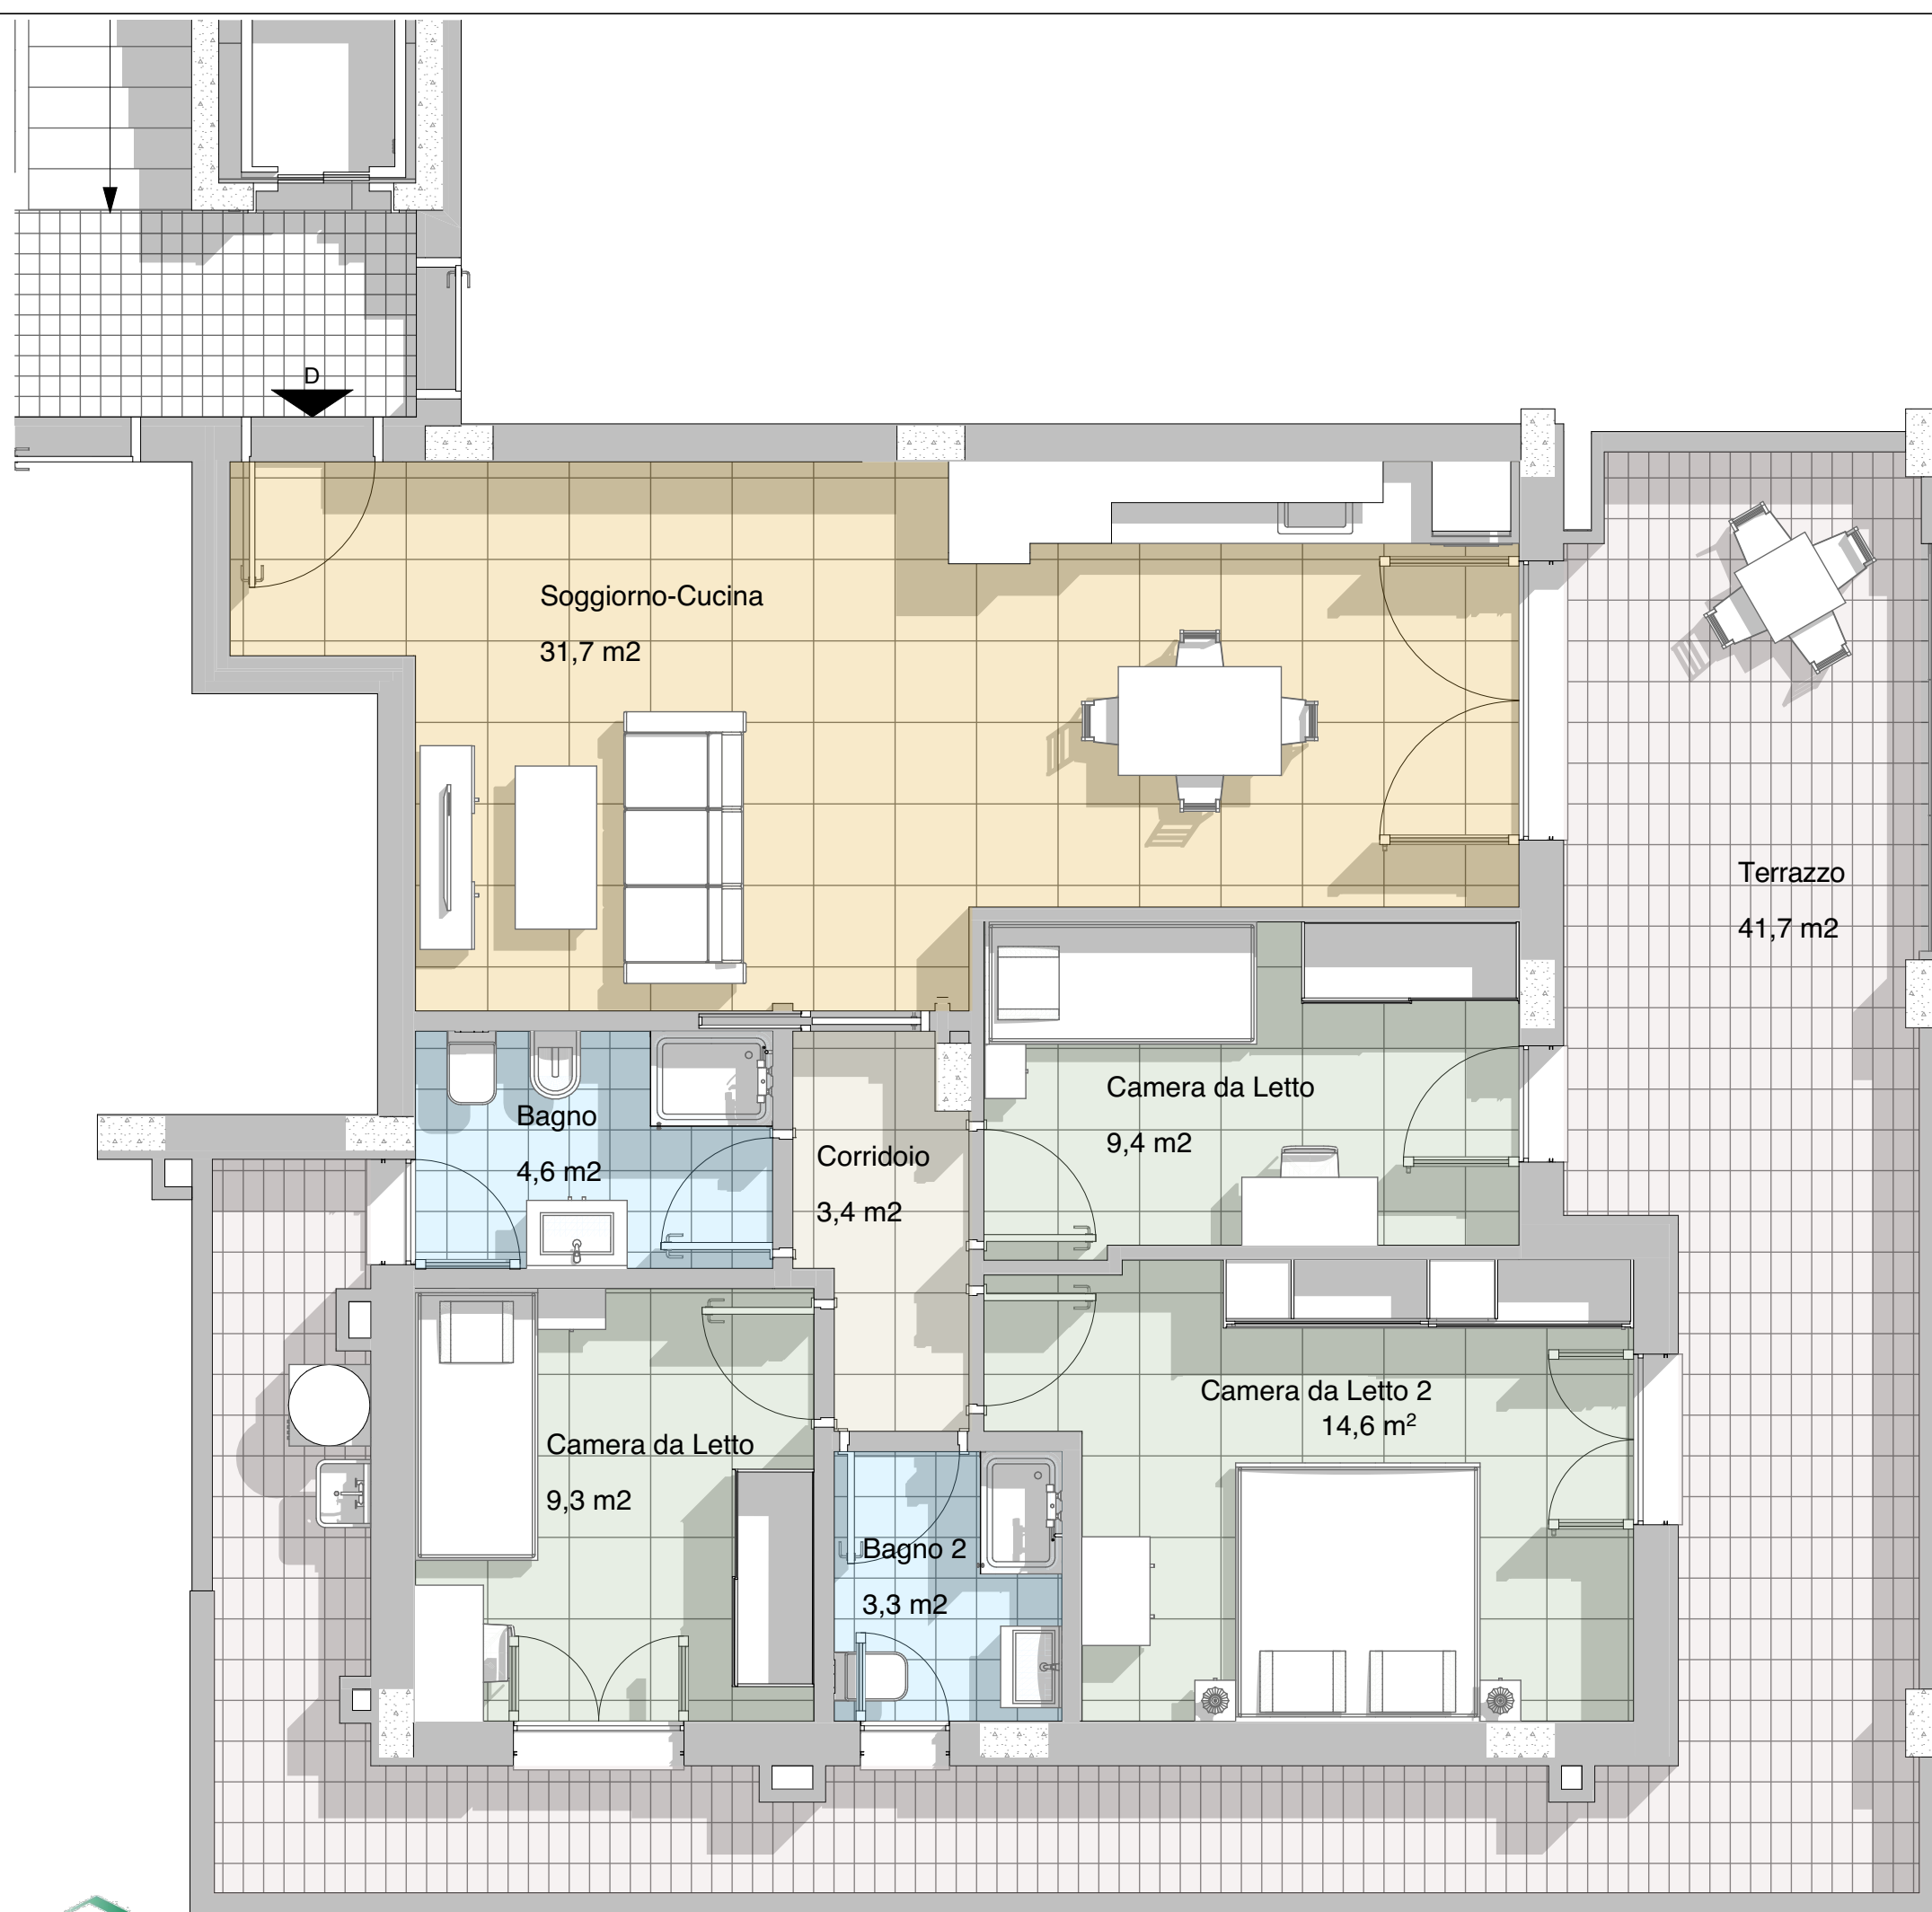 D
Soggiorno-Cucina
31,7 m2
Terrazzo
41,7 m2
Camera da Letto
9,4 m2
Bagno
4,6 m2
Corridoio
3,4 m2
Camera da Letto 2
14,6 m²
Camera da Letto
9,3 m2
Bagno 2
3,3 m2